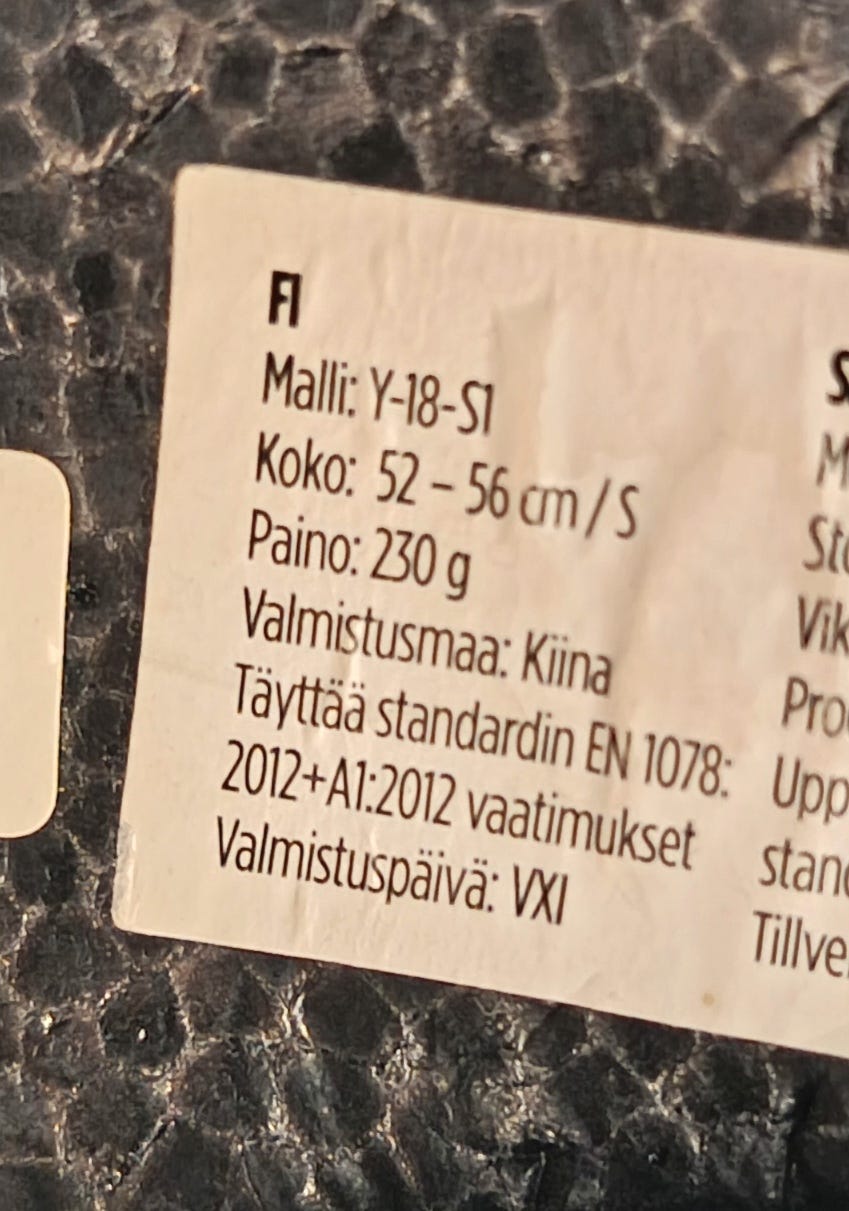 FI
Malli: Y-18-S1
Koko: 52 – 56 cm / S
Paino: 230 g
Valmistusmaa: Kiina
Täyttää standardin EN 1078:
2012+A1:2012 vaatimukset
Valmistuspäivä: VXI